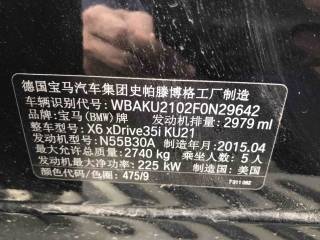 德国宝马汽车集团史帕滕博格工厂制造
车辆识别代号: WBAKU2102F0N29642
品牌: 宝马(BMW)牌 发动机排量: 2979 ml
整车型号: X6 xDrive35i KU21
发动机型号: N55B30A 制造年月: 2015.04
最大允许总质量: 2740 kg 乘坐人数: 5 人
发动机最大净功率: 225 kW 制造国: 美国
颜色代码/色圈: 475/9